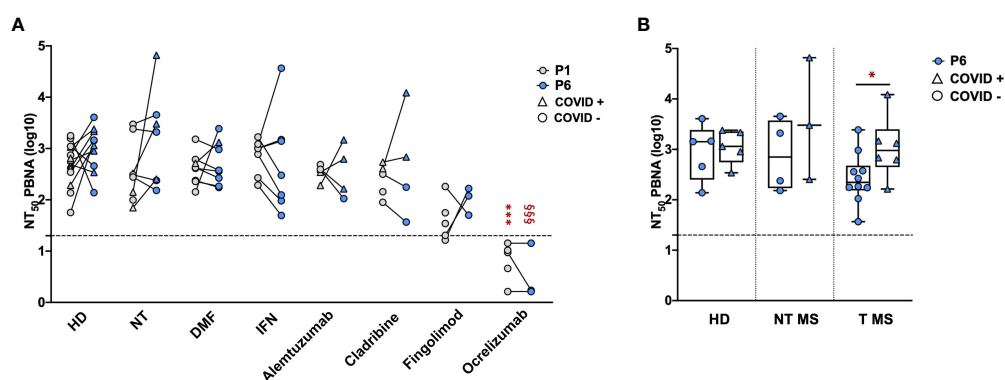 A
NT50 PBNA (log10)
5
4
3
2
1
0
HD
NT
DMF
IFN
Alemtuzumab
Cladribine
Fingolimod
Ocrelizumab
***
§§§
P1
P6
COVID +
COVID -
B
NT50 PBNA (log10)
5
4
3
2
1
0
HD
NT MS
T MS
*
P6
COVID +
COVID -